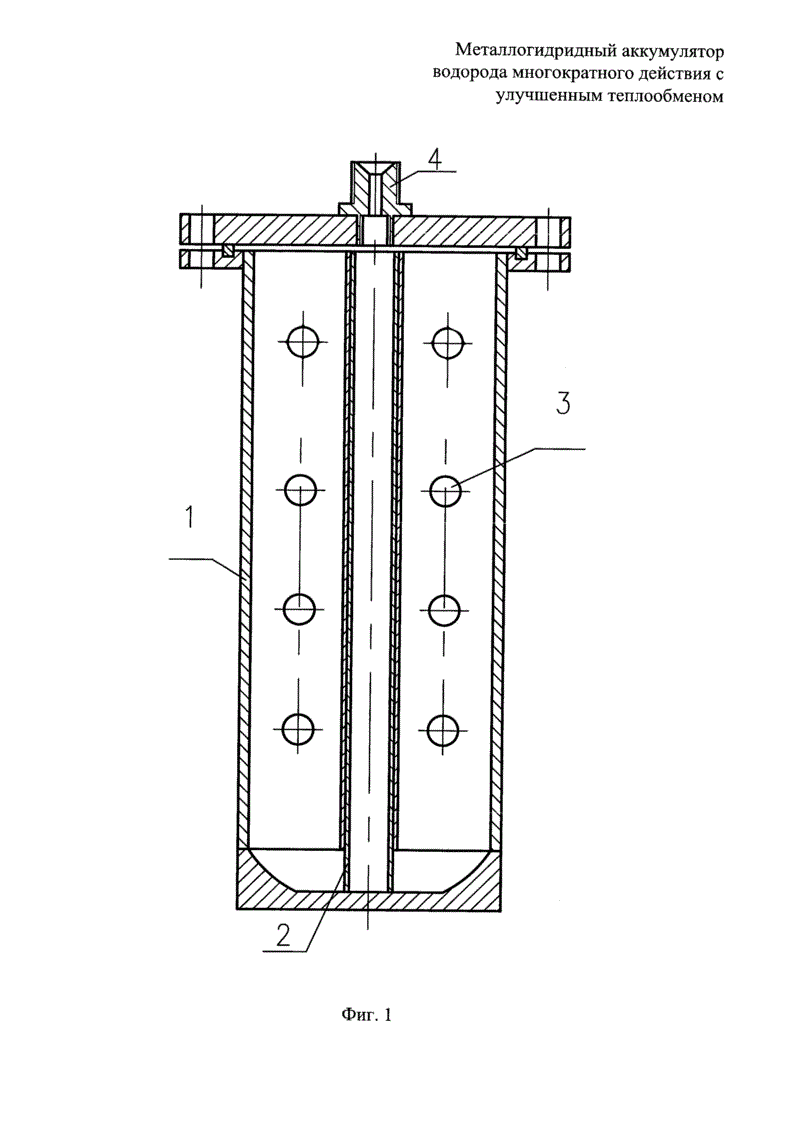 Металлогидридный аккумулятор
водорода многократного действия с
улучшенным теплообменом
4
3
1
2
Фиг. 1